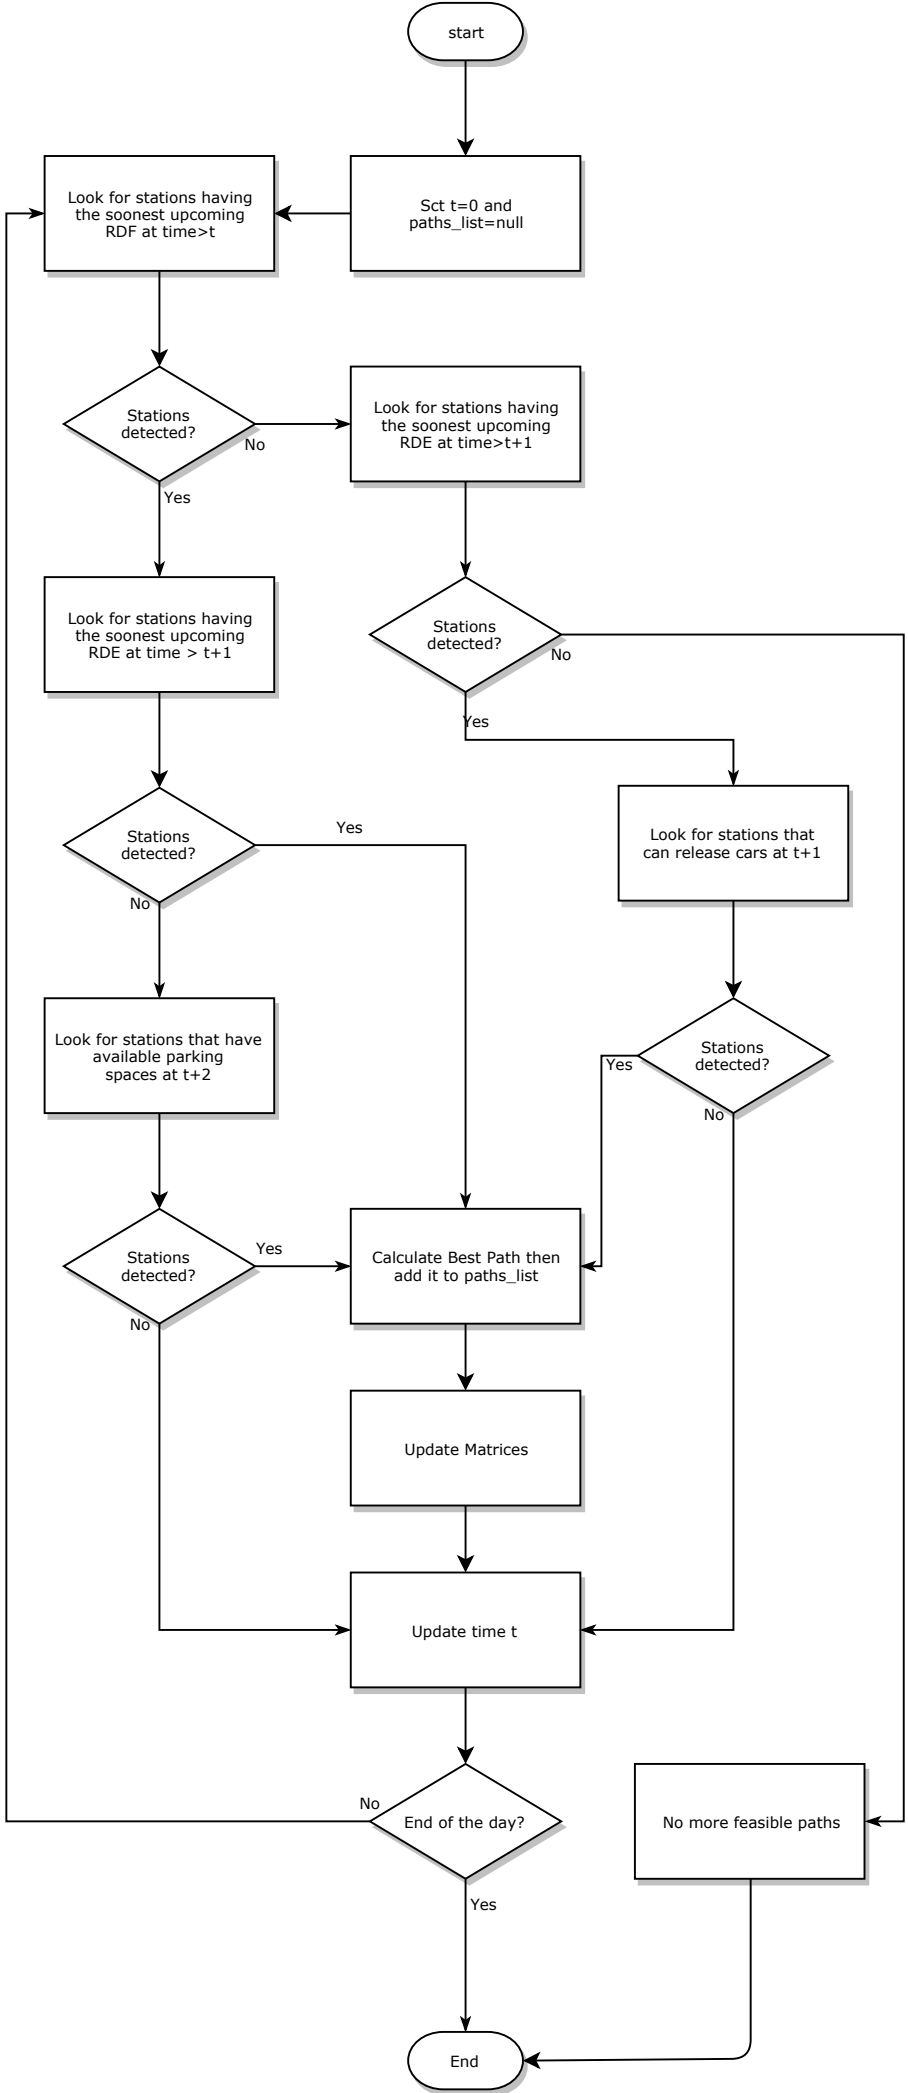 start
Sct t=0 and
paths_list=null
Look for stations having
the soonest upcoming
RDF at time>t
Stations
detected?
No
Yes
Look for stations having
the soonest upcoming
RDE at time>t+1
Stations
detected?
No
Yes
Look for stations having
the soonest upcoming
RDE at time > t+1
Stations
detected?
Yes
No
Look for stations that
can release cars at t+1
Stations
detected?
Yes
No
Look for stations that have
available parking
spaces at t+2
Stations
detected?
Yes
No
Calculate Best Path then
add it to paths_list
Update Matrices
Update time t
End of the day?
No
Yes
No more feasible paths
End